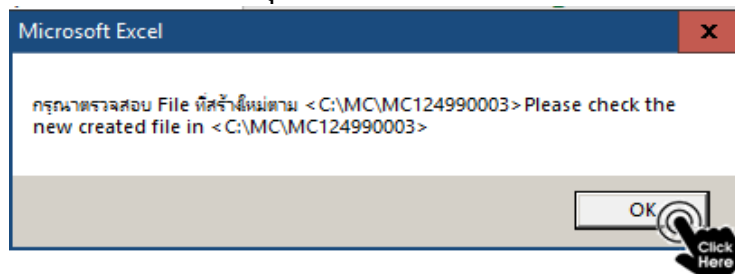 Microsoft Excel
กรุณาตรวจสอบ File ที่สร้างใหม่ตาม <C:\MC\MC124990003>Please check the
new created file in <C:\MC\MC124990003>
OK
Click
Here